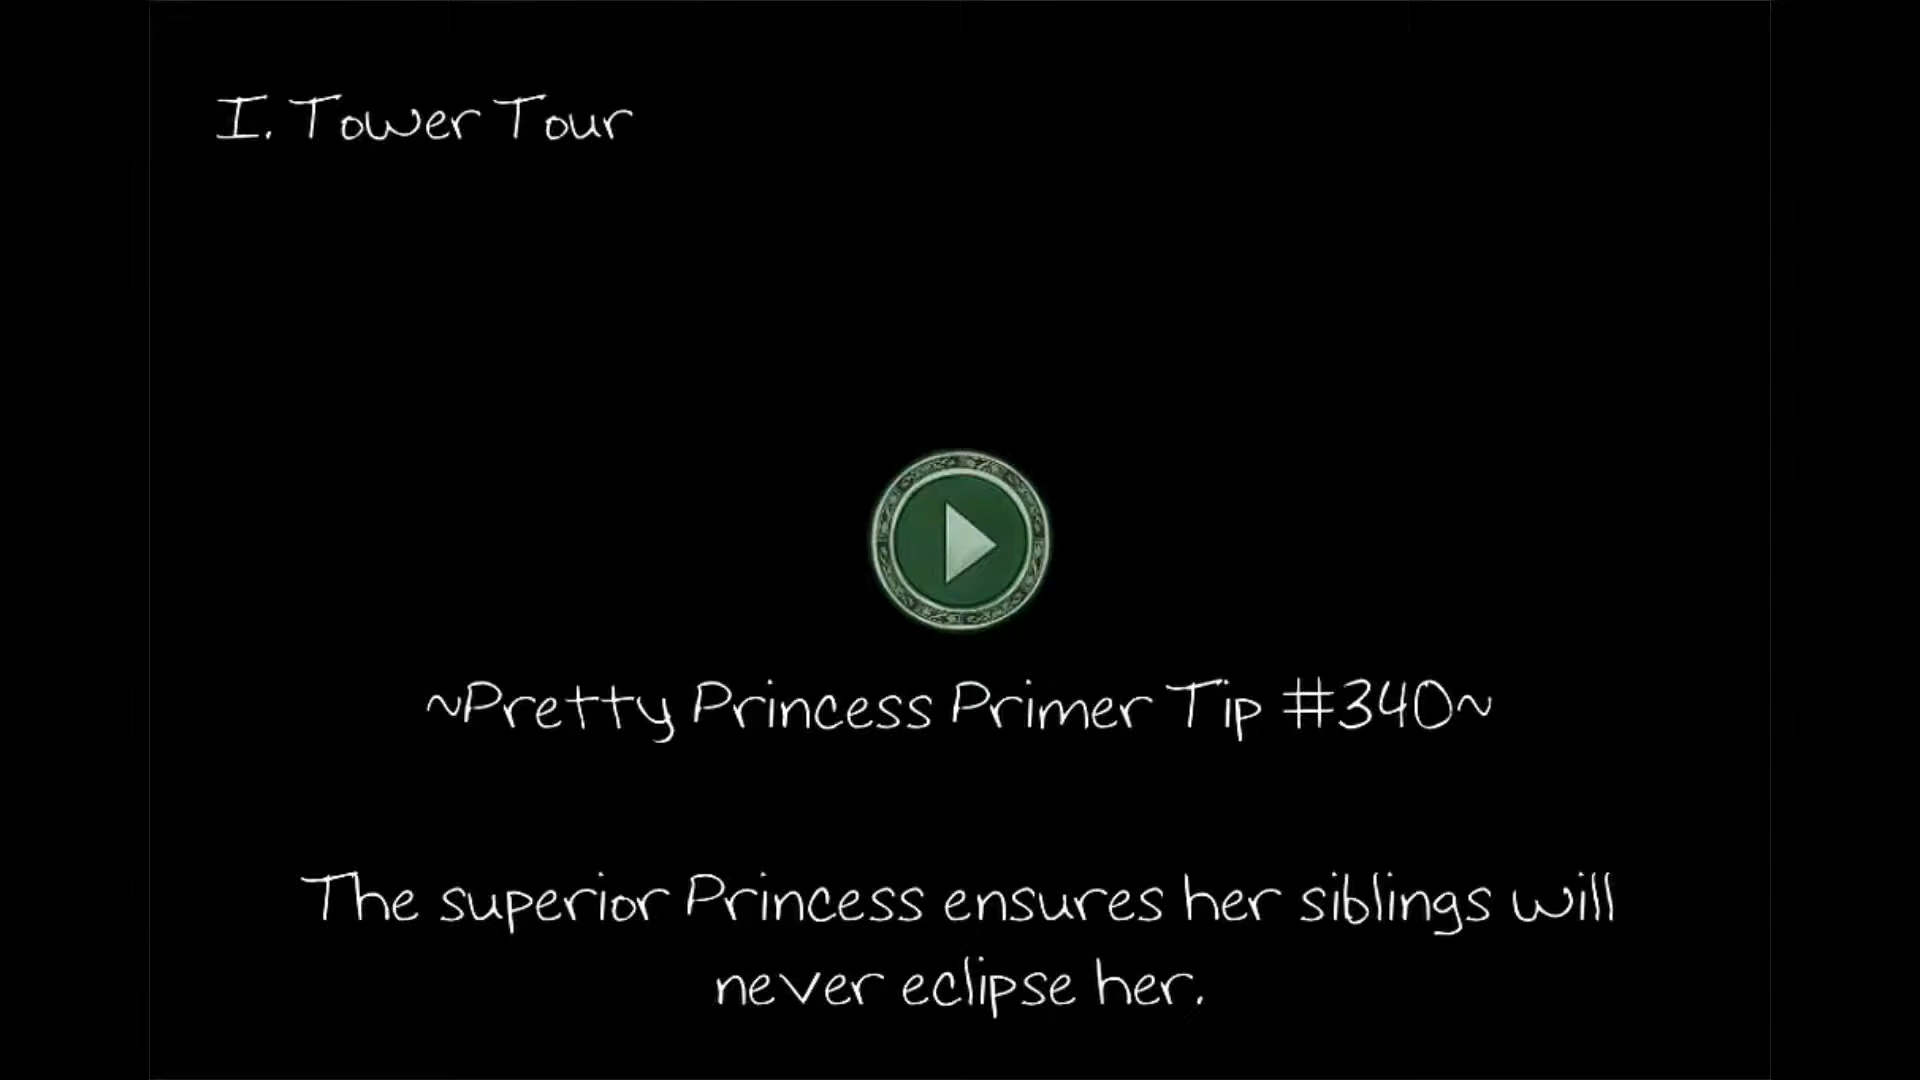 I. Tower Tour
~Pretty Princess Primer Tip #340~
The superior Princess ensures her siblings will
never eclipse her.